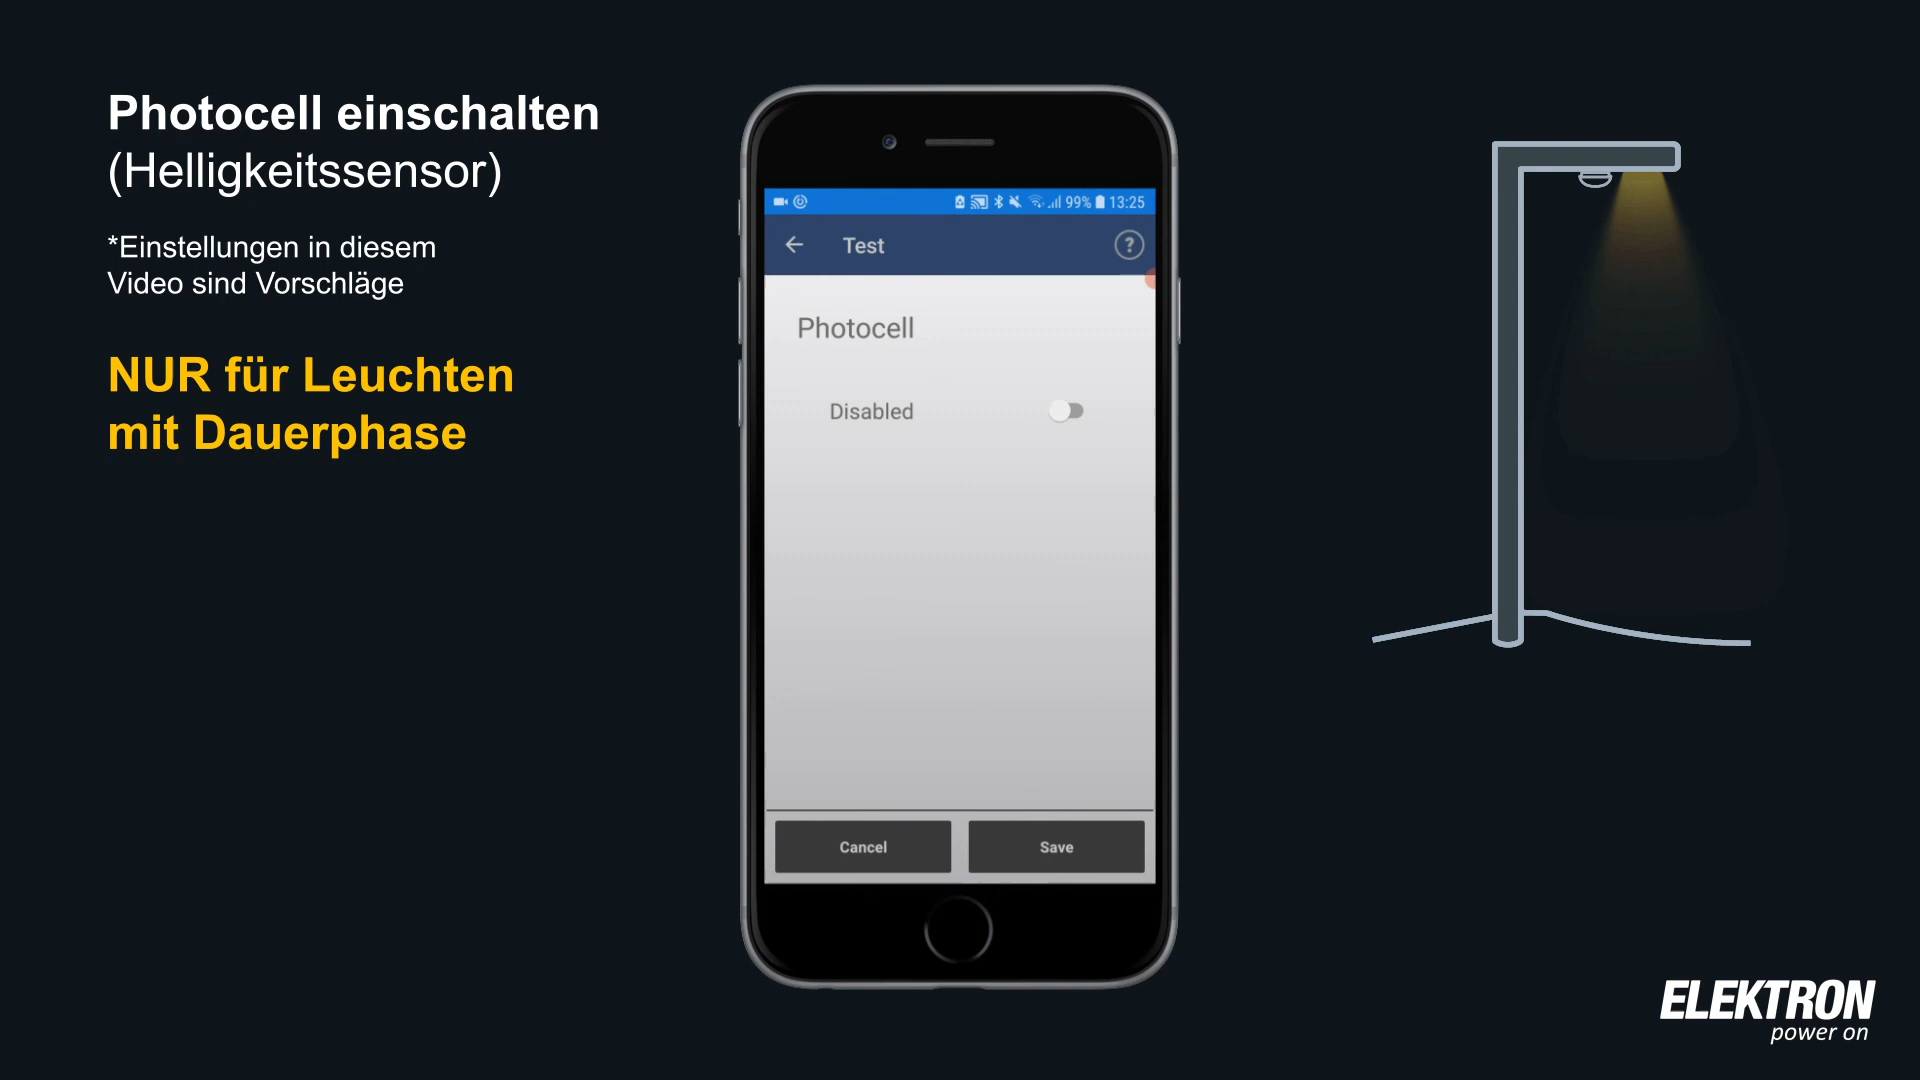 Photocell einschalten
(Helligkeitssensor)
*Einstellungen in diesem
Video sind Vorschläge
NUR für Leuchten
mit Dauerphase
99% 13:25
Test
?
Photocell
Disabled
Cancel
Save
ELEKTRON
power on